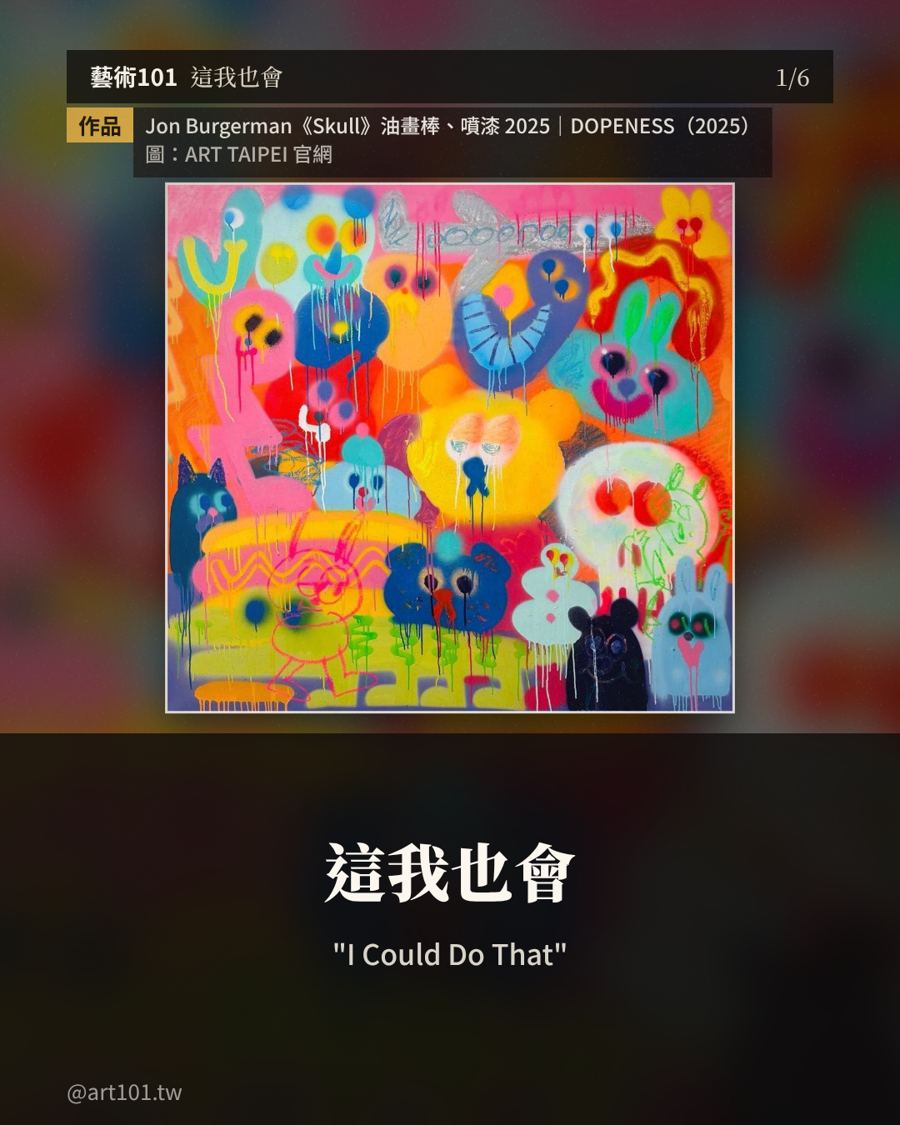 藝術101 這我也會 1/6
作品 Jon Burgerman《Skull》油畫棒、噴漆 2025｜DOPENESS（2025）
圖：ART TAIPEI 官網
這我也會
"I Could Do That"
@art101.tw